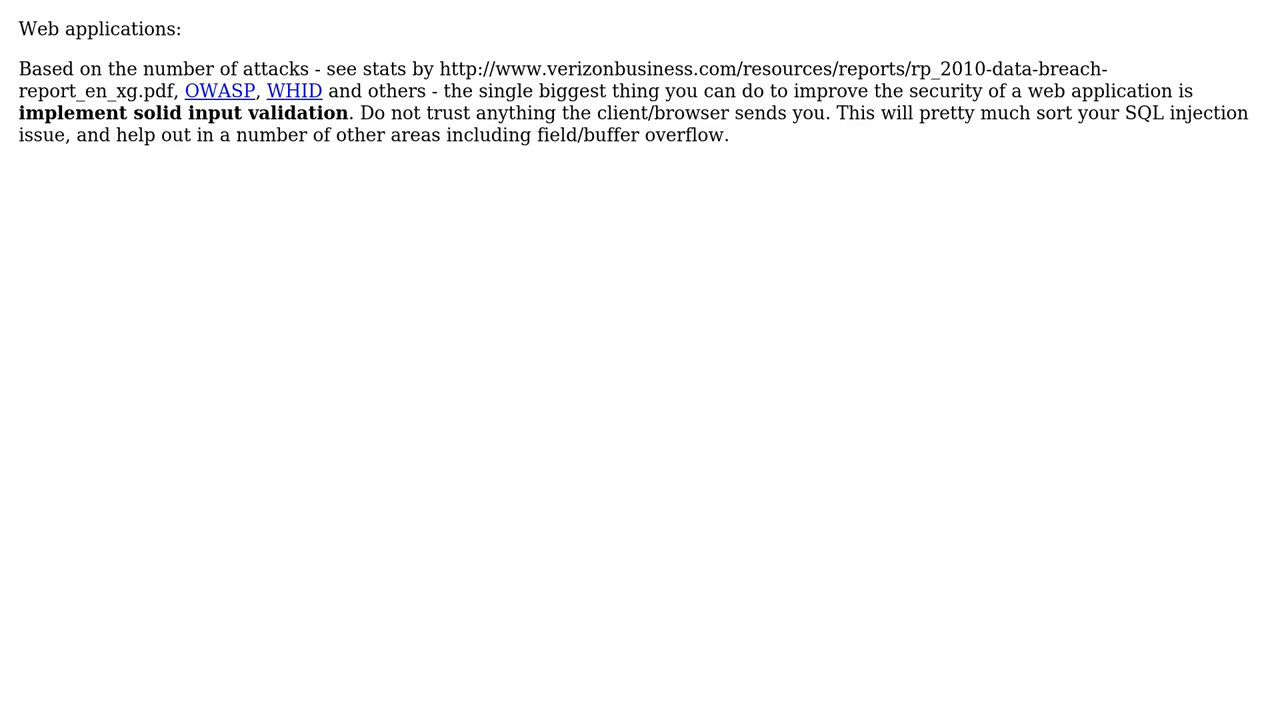 Web applications:
Based on the number of attacks - see stats by http://www.verizonbusiness.com/resources/reports/rp_2010-data-breach-
report_en_xg.pdf, OWASP, WHID and others - the single biggest thing you can do to improve the security of a web application is
implement solid input validation. Do not trust anything the client/browser sends you. This will pretty much sort your SQL injection
issue, and help out in a number of other areas including field/buffer overflow.